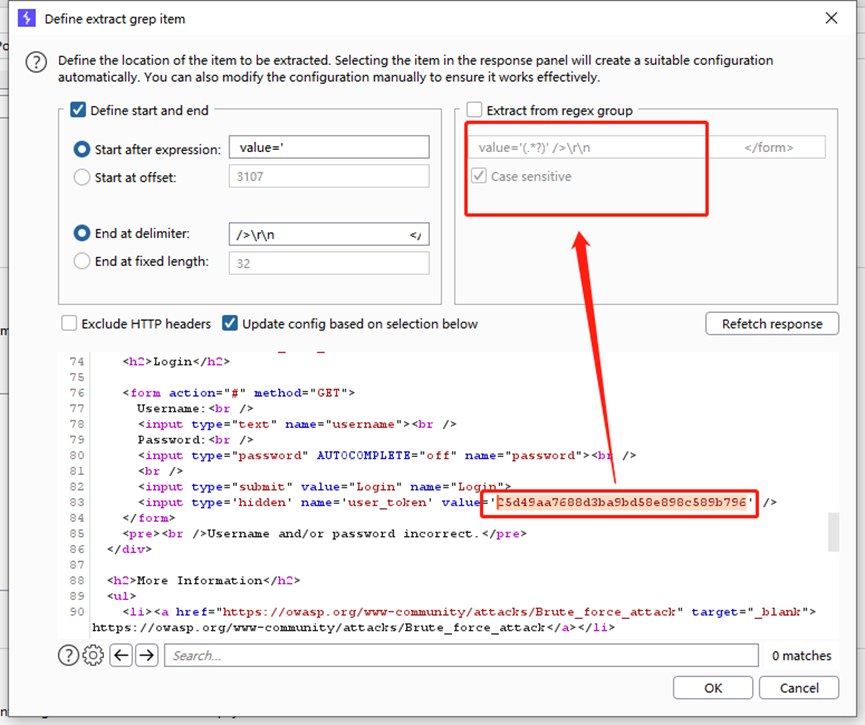 Define extract grep item
Define the location of the item to be extracted. Selecting the item in the response panel will create a suitable configuration
automatically. You can also modify the configuration manually to ensure it works effectively.
Define start and end
Start after expression: value='
Start at offset: 3107
End at delimiter: />\r\n </
End at fixed length: 32
Extract from regex group
value='(.*?)' />\r\n </form>
Case sensitive
Exclude HTTP headers Update config based on selection below Refetch response
74 <h2>Login</h2>
75
76 <form action="#" method="GET">
77 Username:<br />
78 <input type="text" name="username"><br />
79 Password:<br />
80 <input type="password" AUTOCOMPLETE="off" name="password"><br />
81 <br />
82 <input type="submit" value="Login" name="Login">
83 <input type='hidden' name='user_token' value='c5d49aa7688d3ba9bd58e898c589b796' />
84 </form>
85 <pre><br />Username and/or password incorrect.</pre>
86 </div>
87
88 <h2>More Information</h2>
89 <ul>
90 <li><a href="https://owasp.org/www-community/attacks/Brute_force_attack" target="_blank">
https://owasp.org/www-community/attacks/Brute_force_attack</a></li>
Search... 0 matches
OK Cancel